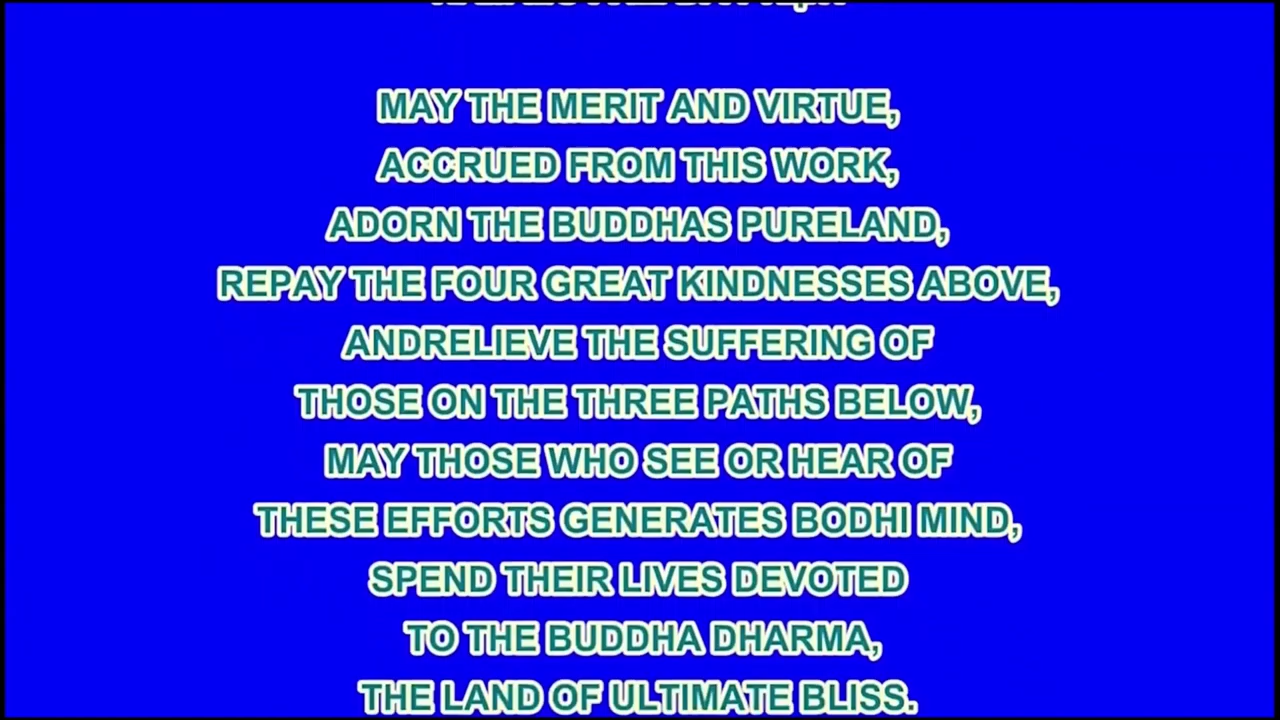 MAY THE MERIT AND VIRTUE,
ACCRUED FROM THIS WORK,
ADORN THE BUDDHAS PURELAND,
REPAY THE FOUR GREAT KINDNESSES ABOVE,
ANDRELIEVE THE SUFFERING OF
THOSE ON THE THREE PATHS BELOW,
MAY THOSE WHO SEE OR HEAR OF
THESE EFFORTS GENERATES BODHI MIND,
SPEND THEIR LIVES DEVOTED
TO THE BUDDHA DHARMA,
THE LAND OF ULTIMATE BLISS.